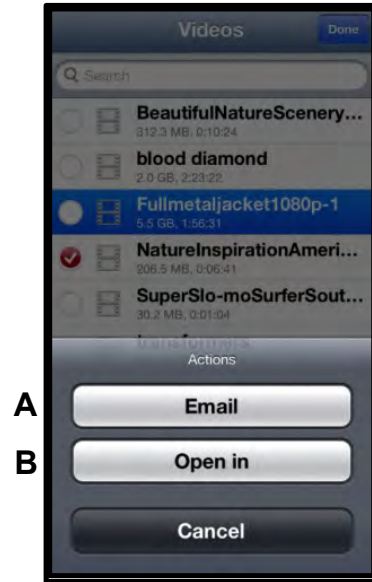 Videos
Done
Search
BeautifulNatureScenery...
312.3 MB, 0:10:24
blood diamond
2.0 GB, 2:23:22
Fullmetaljacket1080p-1
5.5 GB, 1:56:31
NatureInspirationAmeri...
206.5 MB, 0:06:41
SuperSlo-moSurferSout...
30.2 MB, 0:01:04
transformers
Actions
A Email
B Open in
Cancel